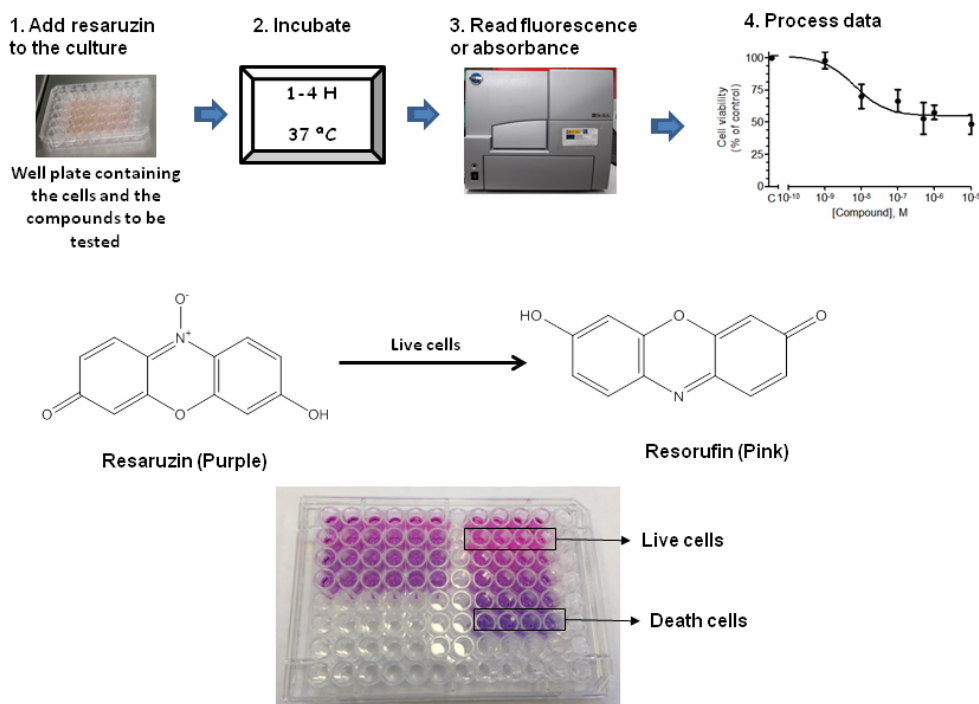 1. Add resaruzin
to the culture
2. Incubate
3. Read fluorescence
or absorbance
4. Process data
1-4 H
37 ºC
Well plate containing
the cells and the
compounds to be
tested
Cell viability
(% of control)
100
75
50
25
0
C 10-10 10-9 10-8 10-7 10-6 10-5
[Compound], M
O-
N+
O
O
OH
Live cells
HO
O
O
N
Resaruzin (Purple)
Resorufin (Pink)
Live cells
Death cells